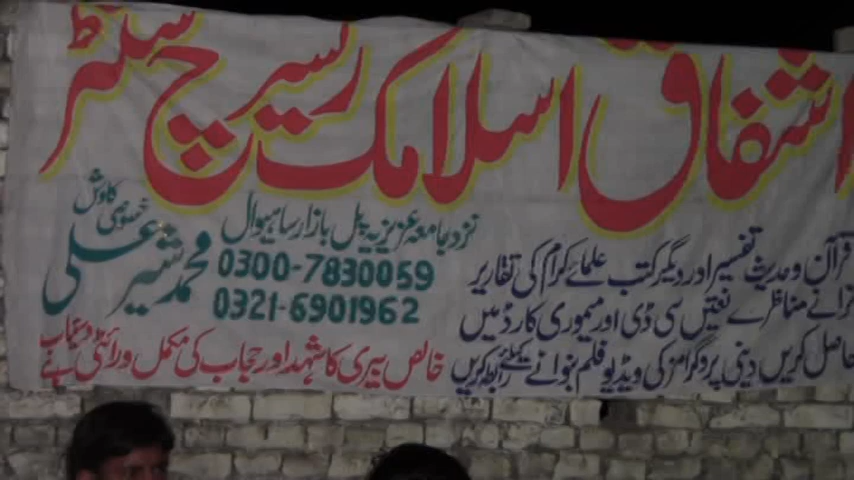 اشفاق اسلامک ریسرچ سنٹر
قرآن و حدیث تفسیر اور دیگر کتب علمائے کرام کی تقاریر
ترانے مناظرے نعتیں سی ڈی اور میموری کارڈ میں
حاصل کریں دینی پروگرامز کی ویڈیو فلم بنوانے کیلئے رابطہ کریں
نزد جامعہ عزیزیہ پیل بازار ساہیوال
خصوصی کاوش
محمد شبیر علی
0300-7830059
0321-6901962
خالص بیری کا شہد اور حجاب کی مکمل ورائٹی دستیاب ہے